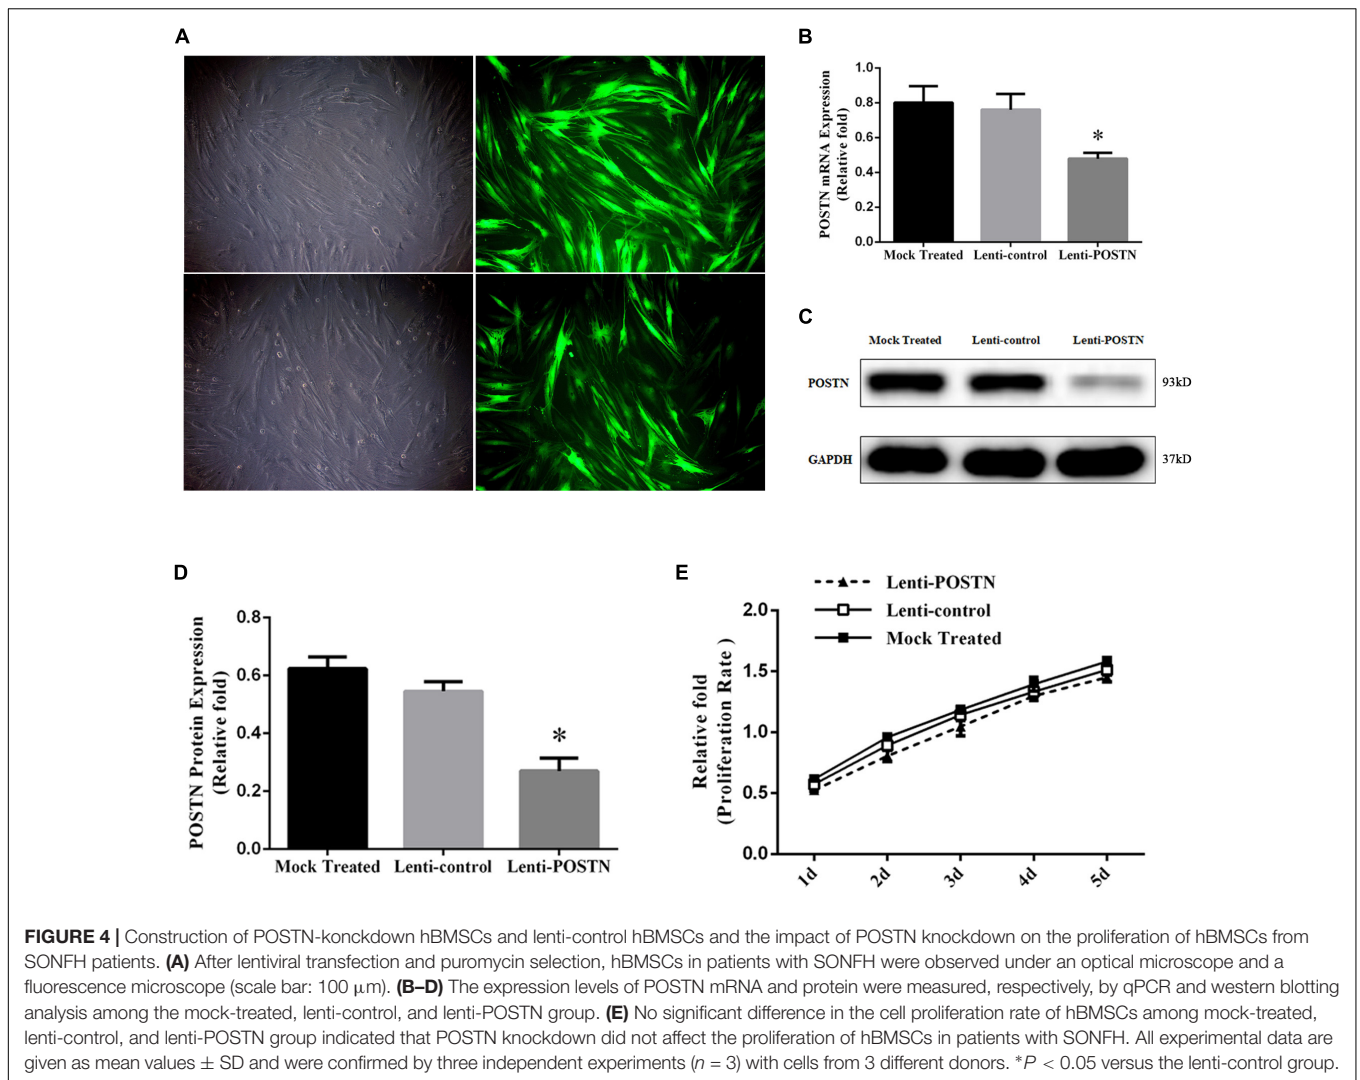 A
B
1.0
0.8
0.6
0.4
0.2
0.0
POSTN mRNA Expression
(Relative fold)
*
Mock Treated Lenti-control Lenti-POSTN
C
Mock Treated Lenti-control Lenti-POSTN
POSTN 93kD
GAPDH 37kD
D
0.8
0.6
0.4
0.2
0.0
POSTN Protein Expression
(Relative fold)
*
Mock Treated Lenti-control Lenti-POSTN
E
Lenti-POSTN
Lenti-control
Mock Treated
2.0
1.5
1.0
0.5
0.0
Relative fold
(Proliferation Rate )
1d 2d 3d 4d 5d
FIGURE 4 | Construction of POSTN-konckdown hBMSCs and lenti-control hBMSCs and the impact of POSTN knockdown on the proliferation of hBMSCs from
SONFH patients. (A) After lentiviral transfection and puromycin selection, hBMSCs in patients with SONFH were observed under an optical microscope and a
fluorescence microscope (scale bar: 100 μm). (B–D) The expression levels of POSTN mRNA and protein were measured, respectively, by qPCR and western blotting
analysis among the mock-treated, lenti-control, and lenti-POSTN group. (E) No significant difference in the cell proliferation rate of hBMSCs among mock-treated,
lenti-control, and lenti-POSTN group indicated that POSTN knockdown did not affect the proliferation of hBMSCs in patients with SONFH. All experimental data are
given as mean values ± SD and were confirmed by three independent experiments (n = 3) with cells from 3 different donors. *P < 0.05 versus the lenti-control group.